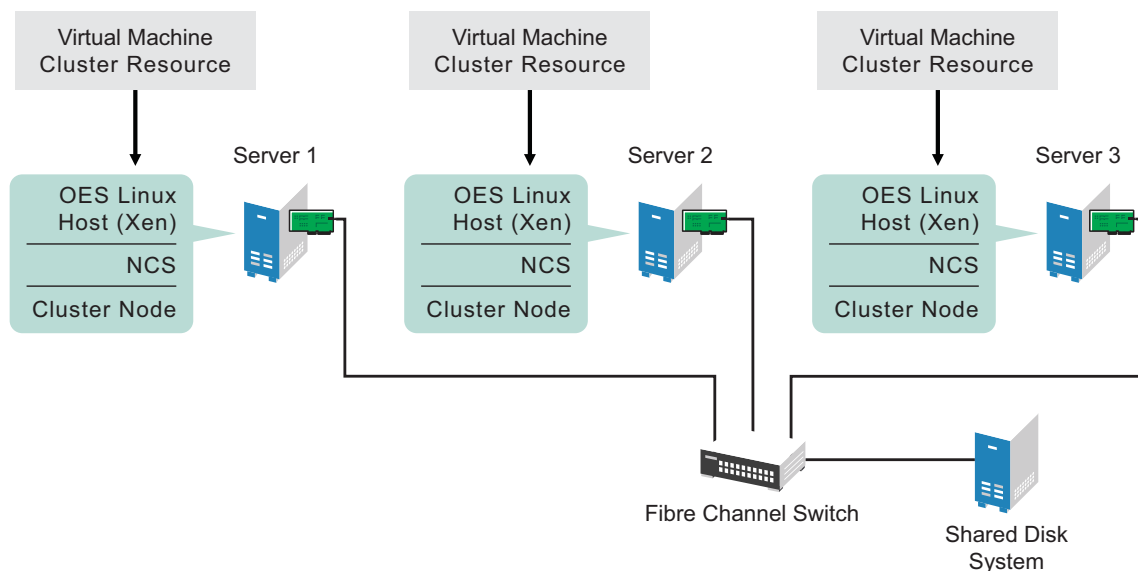 Virtual Machine
Cluster Resource
Virtual Machine
Cluster Resource
Virtual Machine
Cluster Resource
Server 1
Server 2
Server 3
OES Linux
Host (Xen)
NCS
Cluster Node
OES Linux
Host (Xen)
NCS
Cluster Node
OES Linux
Host (Xen)
NCS
Cluster Node
Fibre Channel Switch
Shared Disk
System